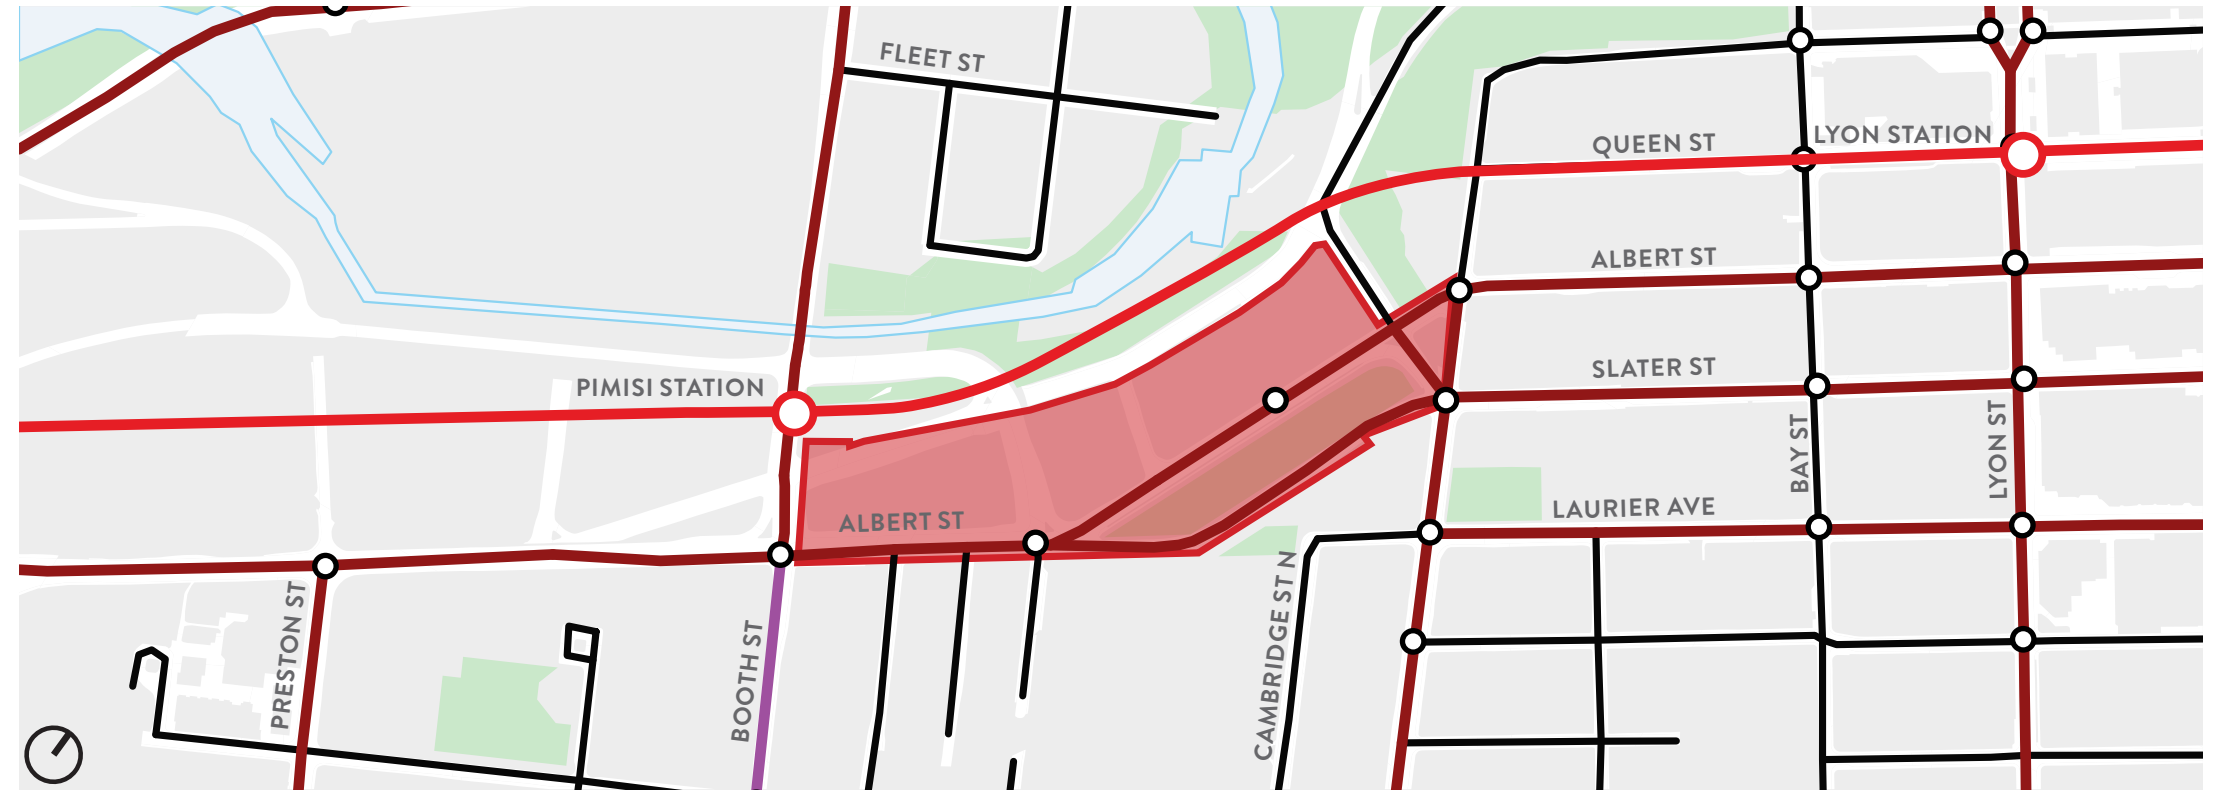 FLEET ST
QUEEN ST
LYON STATION
ALBERT ST
SLATER ST
PIMISI STATION
BAY ST
LYON ST
LAURIER AVE
ALBERT ST
CAMBRIDGE ST N
PRESTON ST
BOOTH ST